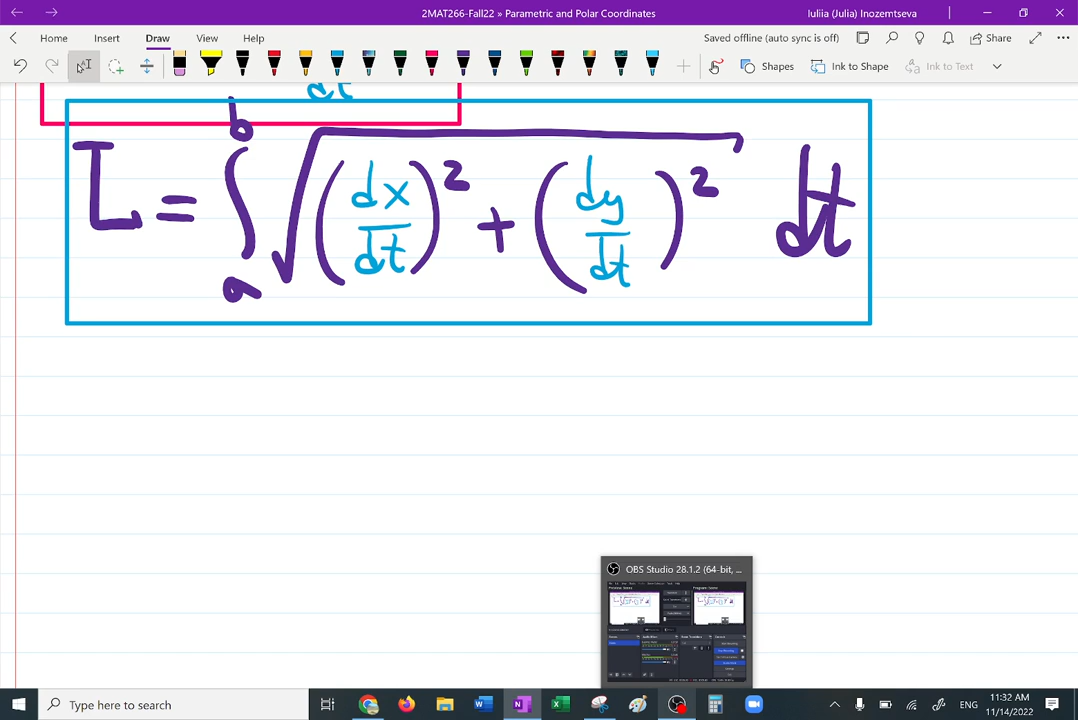 2MAT266-Fall22 » Parametric and Polar Coordinates
Iuliia (Julia) Inozemtseva
Home Insert Draw View Help
Saved offline (auto sync is off) Share
Shapes Ink to Shape Ink to Text
dt
L = ∫ₐᵇ √((dx/dt)² + (dy/dt)²) dt
OBS Studio 28.1.2 (64-bit, ...
Type here to search
ENG
11:32 AM
11/14/2022